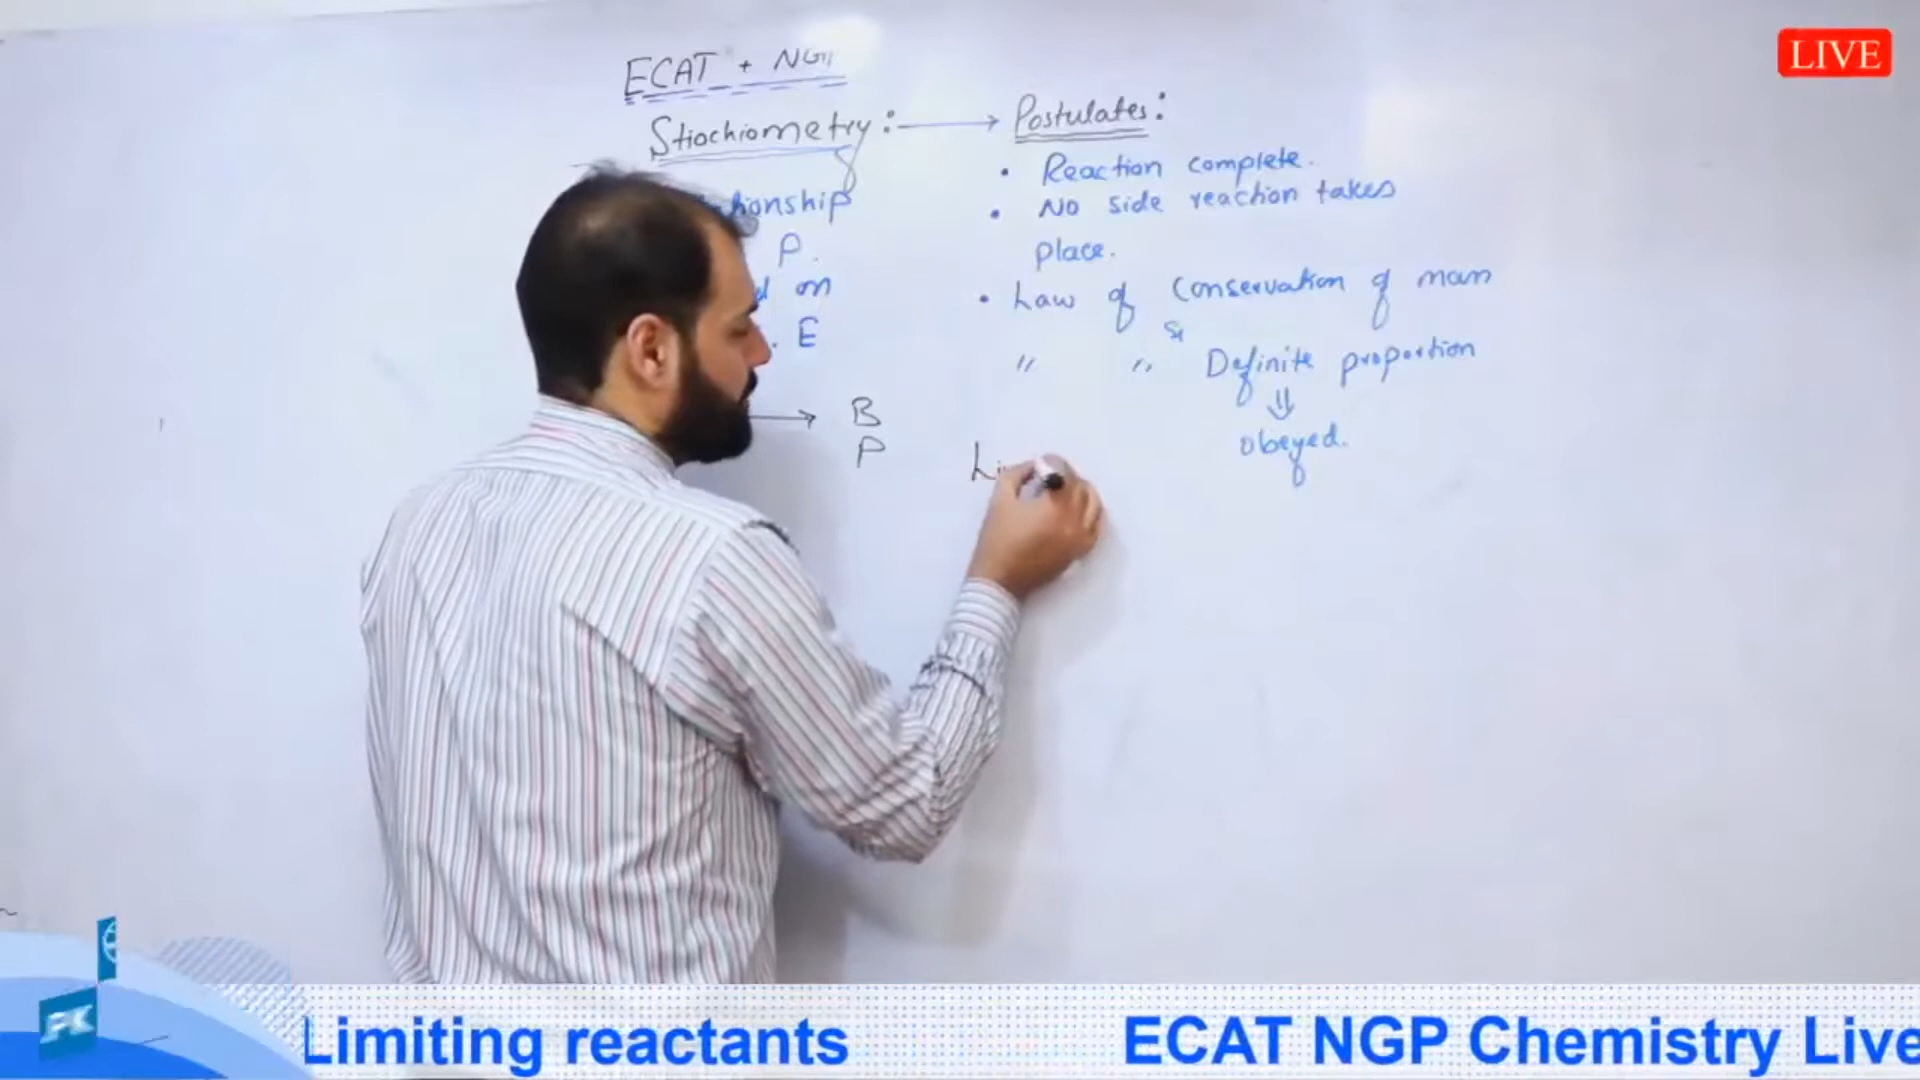 LIVE
ECAT + NGP
Stiochiometry: → Postulates:
• Reaction complete.
• No side reaction takes
place.
• Law of Conservation of mass
〃 〃 Definite proportion
⇓
obeyed.
P.
on
E
→ B
P
Li
Limiting reactants
ECAT NGP Chemistry Live